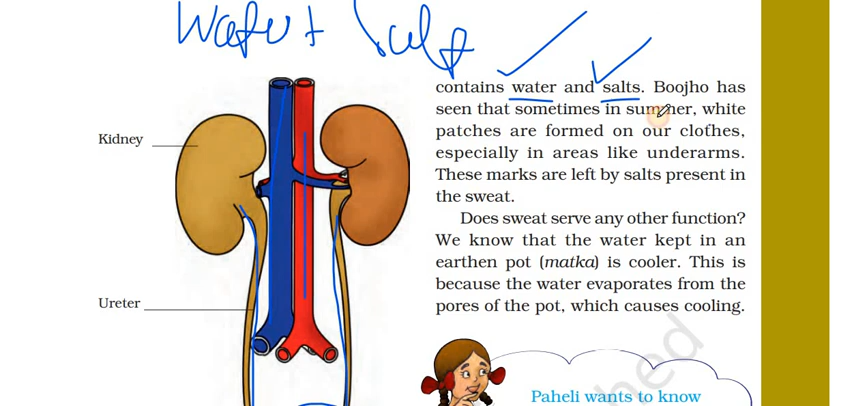 Water + Salt
contains water and salts. Boojho has
seen that sometimes in summer, white
patches are formed on our clothes,
especially in areas like underarms.
These marks are left by salts present in
the sweat.
Does sweat serve any other function?
We know that the water kept in an
earthen pot (matka) is cooler. This is
because the water evaporates from the
pores of the pot, which causes cooling.
Kidney
Ureter
Paheli wants to know